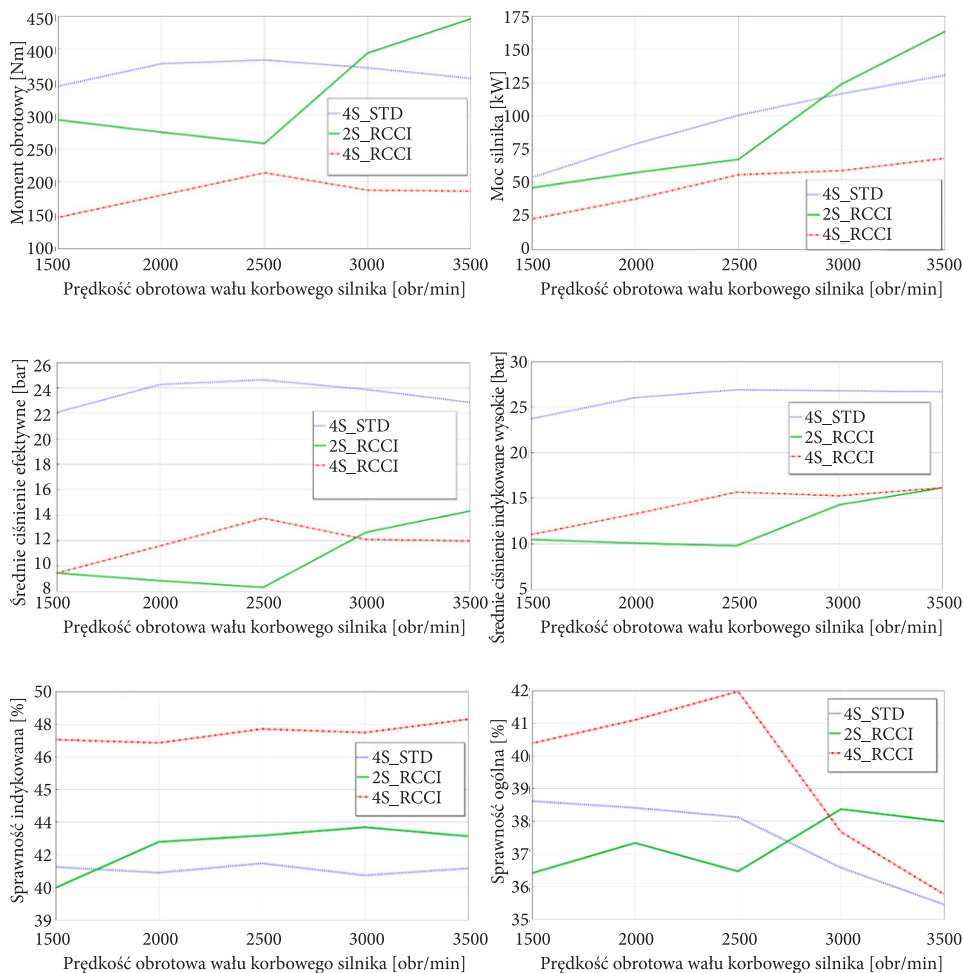 Moment obrotowy [Nm]
450
400
350
300
250
200
150
100
4S_STD
2S_RCCI
4S_RCCI
1500 2000 2500 3000 3500
Prędkość obrotowa wału korbowego silnika [obr/min]
Moc silnika [kW]
175
150
125
100
75
50
25
0
4S_STD
2S_RCCI
4S_RCCI
1500 2000 2500 3000 3500
Prędkość obrotowa wału korbowego silnika [obr/min]
Średnie ciśnienie efektywne [bar]
26
24
22
20
18
16
14
12
10
8
4S_STD
2S_RCCI
4S_RCCI
1500 2000 2500 3000 3500
Prędkość obrotowa wału korbowego silnika [obr/min]
Średnie ciśnienie indykowane wysokie [bar]
30
25
20
15
10
5
4S_STD
2S_RCCI
4S_RCCI
1500 2000 2500 3000 3500
Prędkość obrotowa wału korbowego silnika [obr/min]
Sprawność indykowana [%]
50
48
46
45
44
42
40
39
4S_STD
2S_RCCI
4S_RCCI
1500 2000 2500 3000 3500
Prędkość obrotowa wału korbowego silnika [obr/min]
Sprawność ogólna [%]
42
41
40
39
38
37
36
35
4S_STD
2S_RCCI
4S_RCCI
1500 2000 2500 3000 3500
Prędkość obrotowa wału korbowego silnika [obr/min]